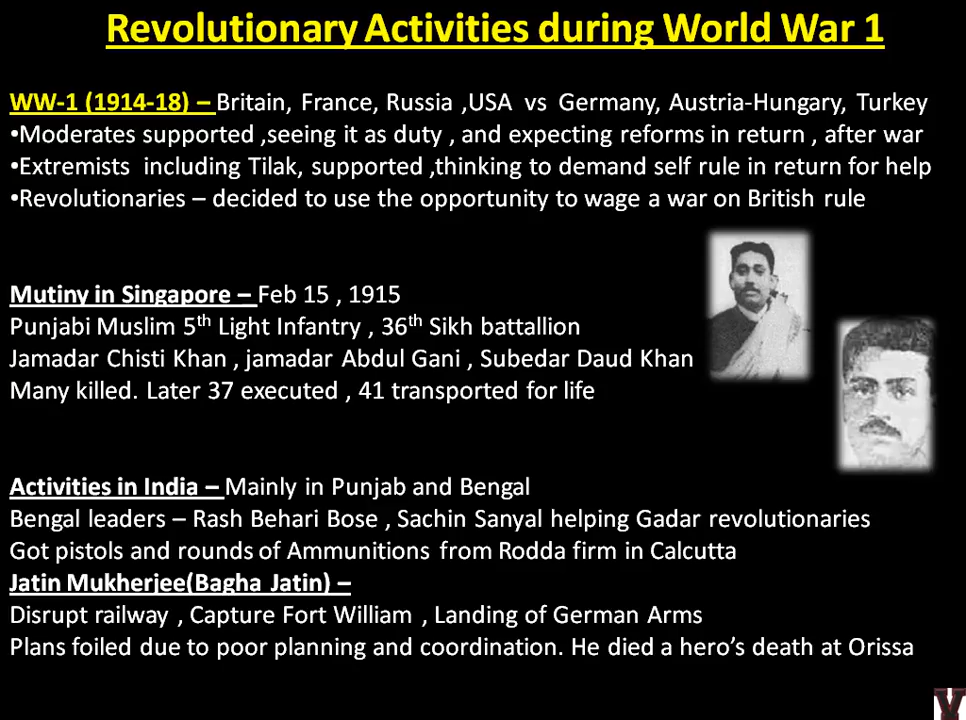 Revolutionary Activities during World War 1
WW-1 (1914-18) – Britain, France, Russia ,USA vs Germany, Austria-Hungary, Turkey
•Moderates supported ,seeing it as duty , and expecting reforms in return , after war
•Extremists including Tilak, supported ,thinking to demand self rule in return for help
•Revolutionaries – decided to use the opportunity to wage a war on British rule
Mutiny in Singapore – Feb 15 , 1915
Punjabi Muslim 5th Light Infantry , 36th Sikh battallion
Jamadar Chisti Khan , jamadar Abdul Gani , Subedar Daud Khan
Many killed. Later 37 executed , 41 transported for life
Activities in India – Mainly in Punjab and Bengal
Bengal leaders – Rash Behari Bose , Sachin Sanyal helping Gadar revolutionaries
Got pistols and rounds of Ammunitions from Rodda firm in Calcutta
Jatin Mukherjee(Bagha Jatin) –
Disrupt railway , Capture Fort William , Landing of German Arms
Plans foiled due to poor planning and coordination. He died a hero's death at Orissa